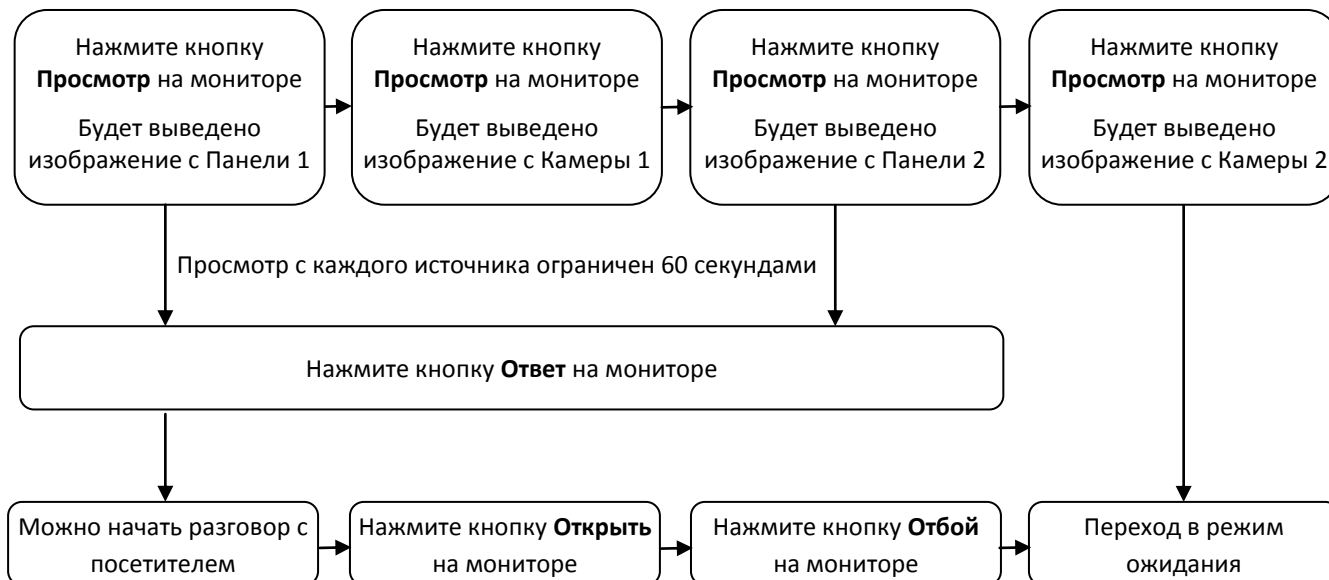 Нажмите кнопку
Просмотр на мониторе
Будет выведено
изображение с Панели 1
Нажмите кнопку
Просмотр на мониторе
Будет выведено
изображение с Камеры 1
Нажмите кнопку
Просмотр на мониторе
Будет выведено
изображение с Панели 2
Нажмите кнопку
Просмотр на мониторе
Будет выведено
изображение с Камеры 2
Просмотр с каждого источника ограничен 60 секундами
Нажмите кнопку Ответ на мониторе
Можно начать разговор с
посетителем
Нажмите кнопку Открыть
на мониторе
Нажмите кнопку Отбой
на мониторе
Переход в режим
ожидания